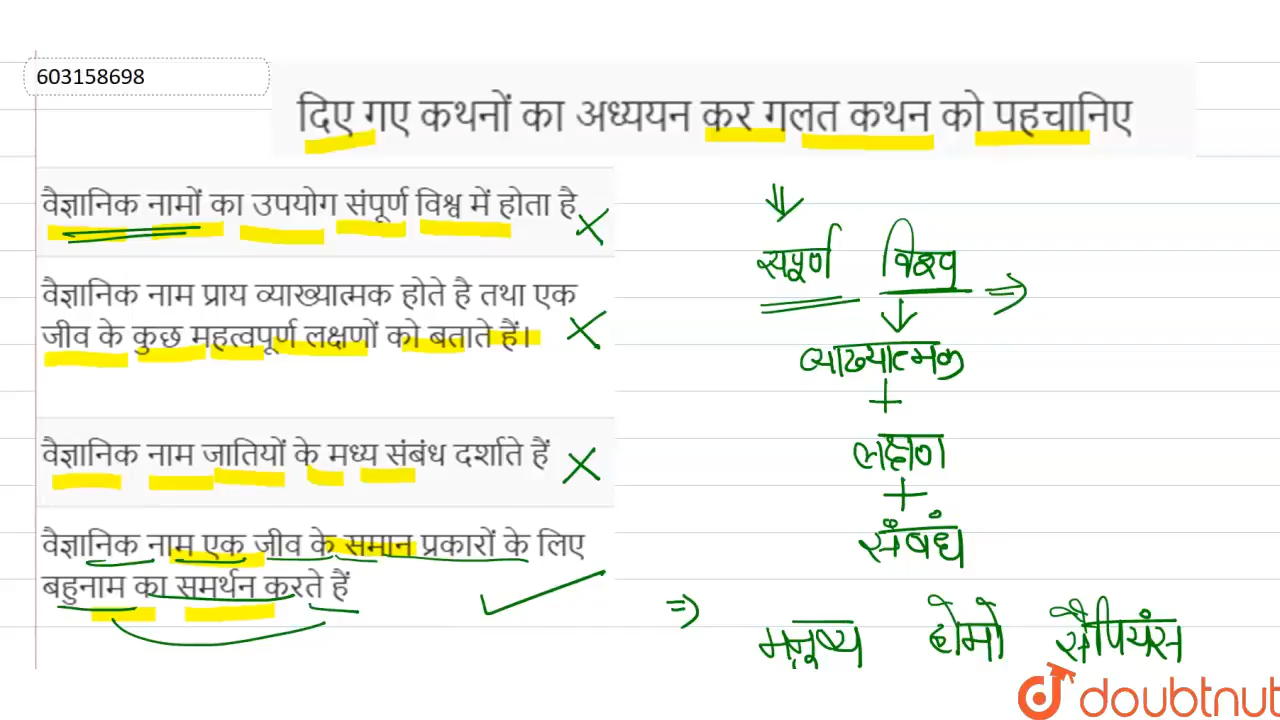 603158698
दिए गए कथनों का अध्ययन कर गलत कथन को पहचानिए
वैज्ञानिक नामों का उपयोग संपूर्ण विश्व में होता है
वैज्ञानिक नाम प्राय व्याख्यात्मक होते है तथा एक
जीव के कुछ महत्वपूर्ण लक्षणों को बताते हैं।
वैज्ञानिक नाम जातियों के मध्य संबंध दर्शाते हैं
वैज्ञानिक नाम एक जीव के समान प्रकारों के लिए
बहुनाम का समर्थन करते हैं
सपूर्ण विश्व
व्याख्यात्मक
+
लक्षण
+
संबंध
मनुष्य होमो सैपियंस
doubtnut